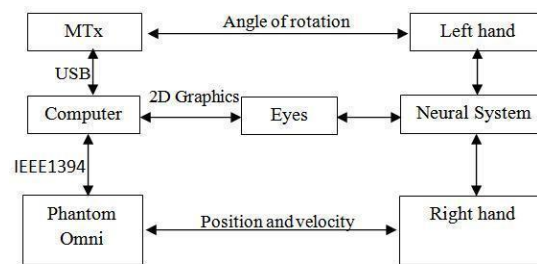 MTx
Angle of rotation
Left hand
USB
Computer
2D Graphics
Eyes
Neural System
IEEE1394
Phantom
Omni
Position and velocity
Right hand